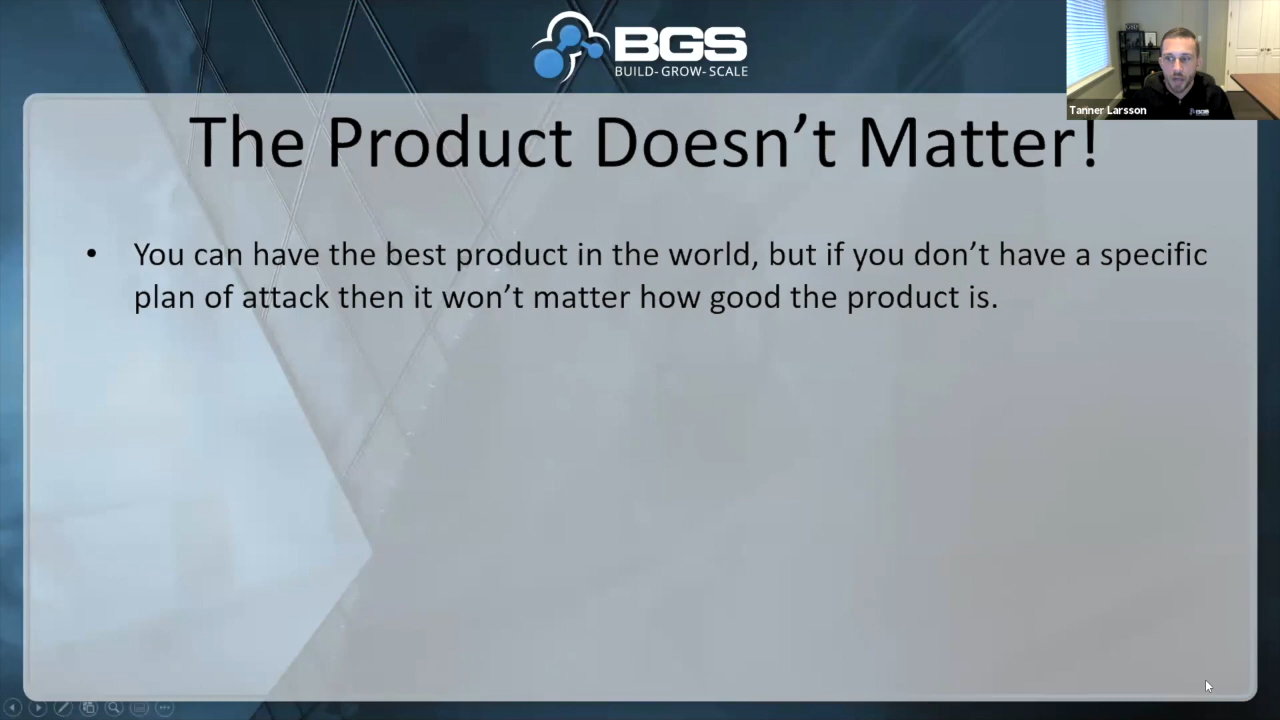 BGS
BUILD-GROW-SCALE
Tanner Larsson
The Product Doesn’t Matter!
• You can have the best product in the world, but if you don’t have a specific
plan of attack then it won’t matter how good the product is.